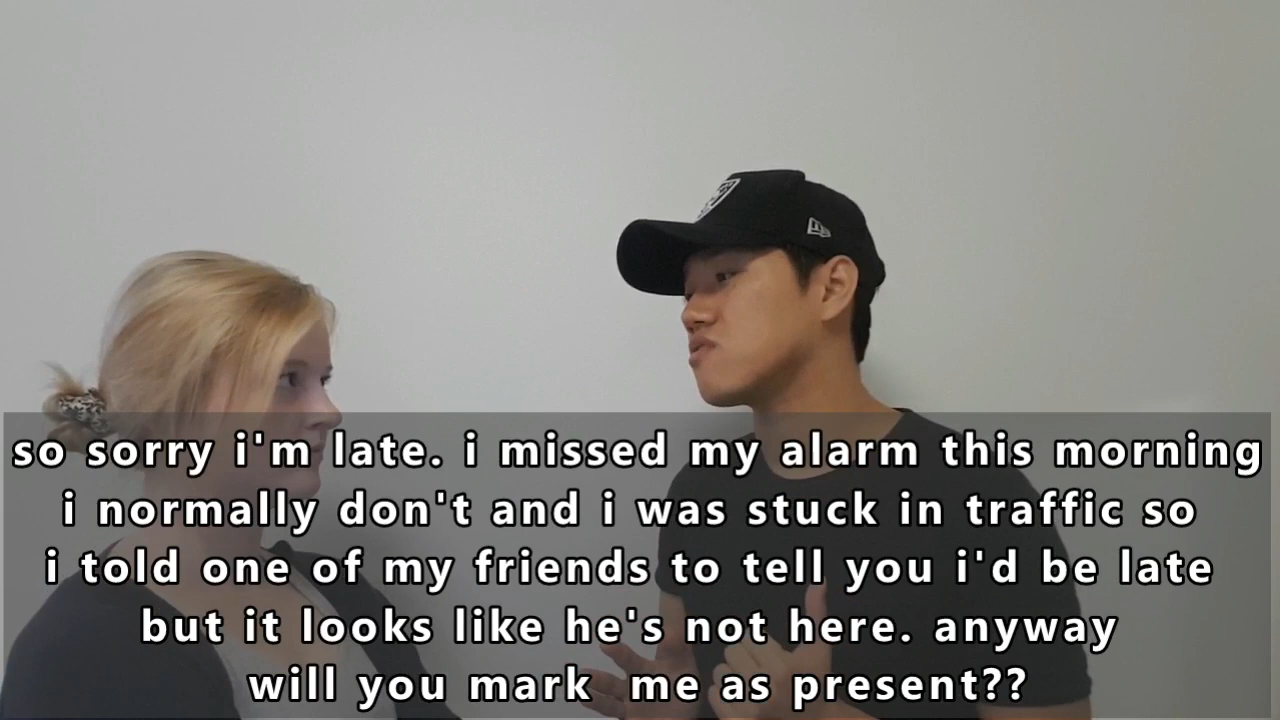 so sorry i'm late. i missed my alarm this morning
i normally don't and i was stuck in traffic so
i told one of my friends to tell you i'd be late
but it looks like he's not here. anyway
will you mark me as present??